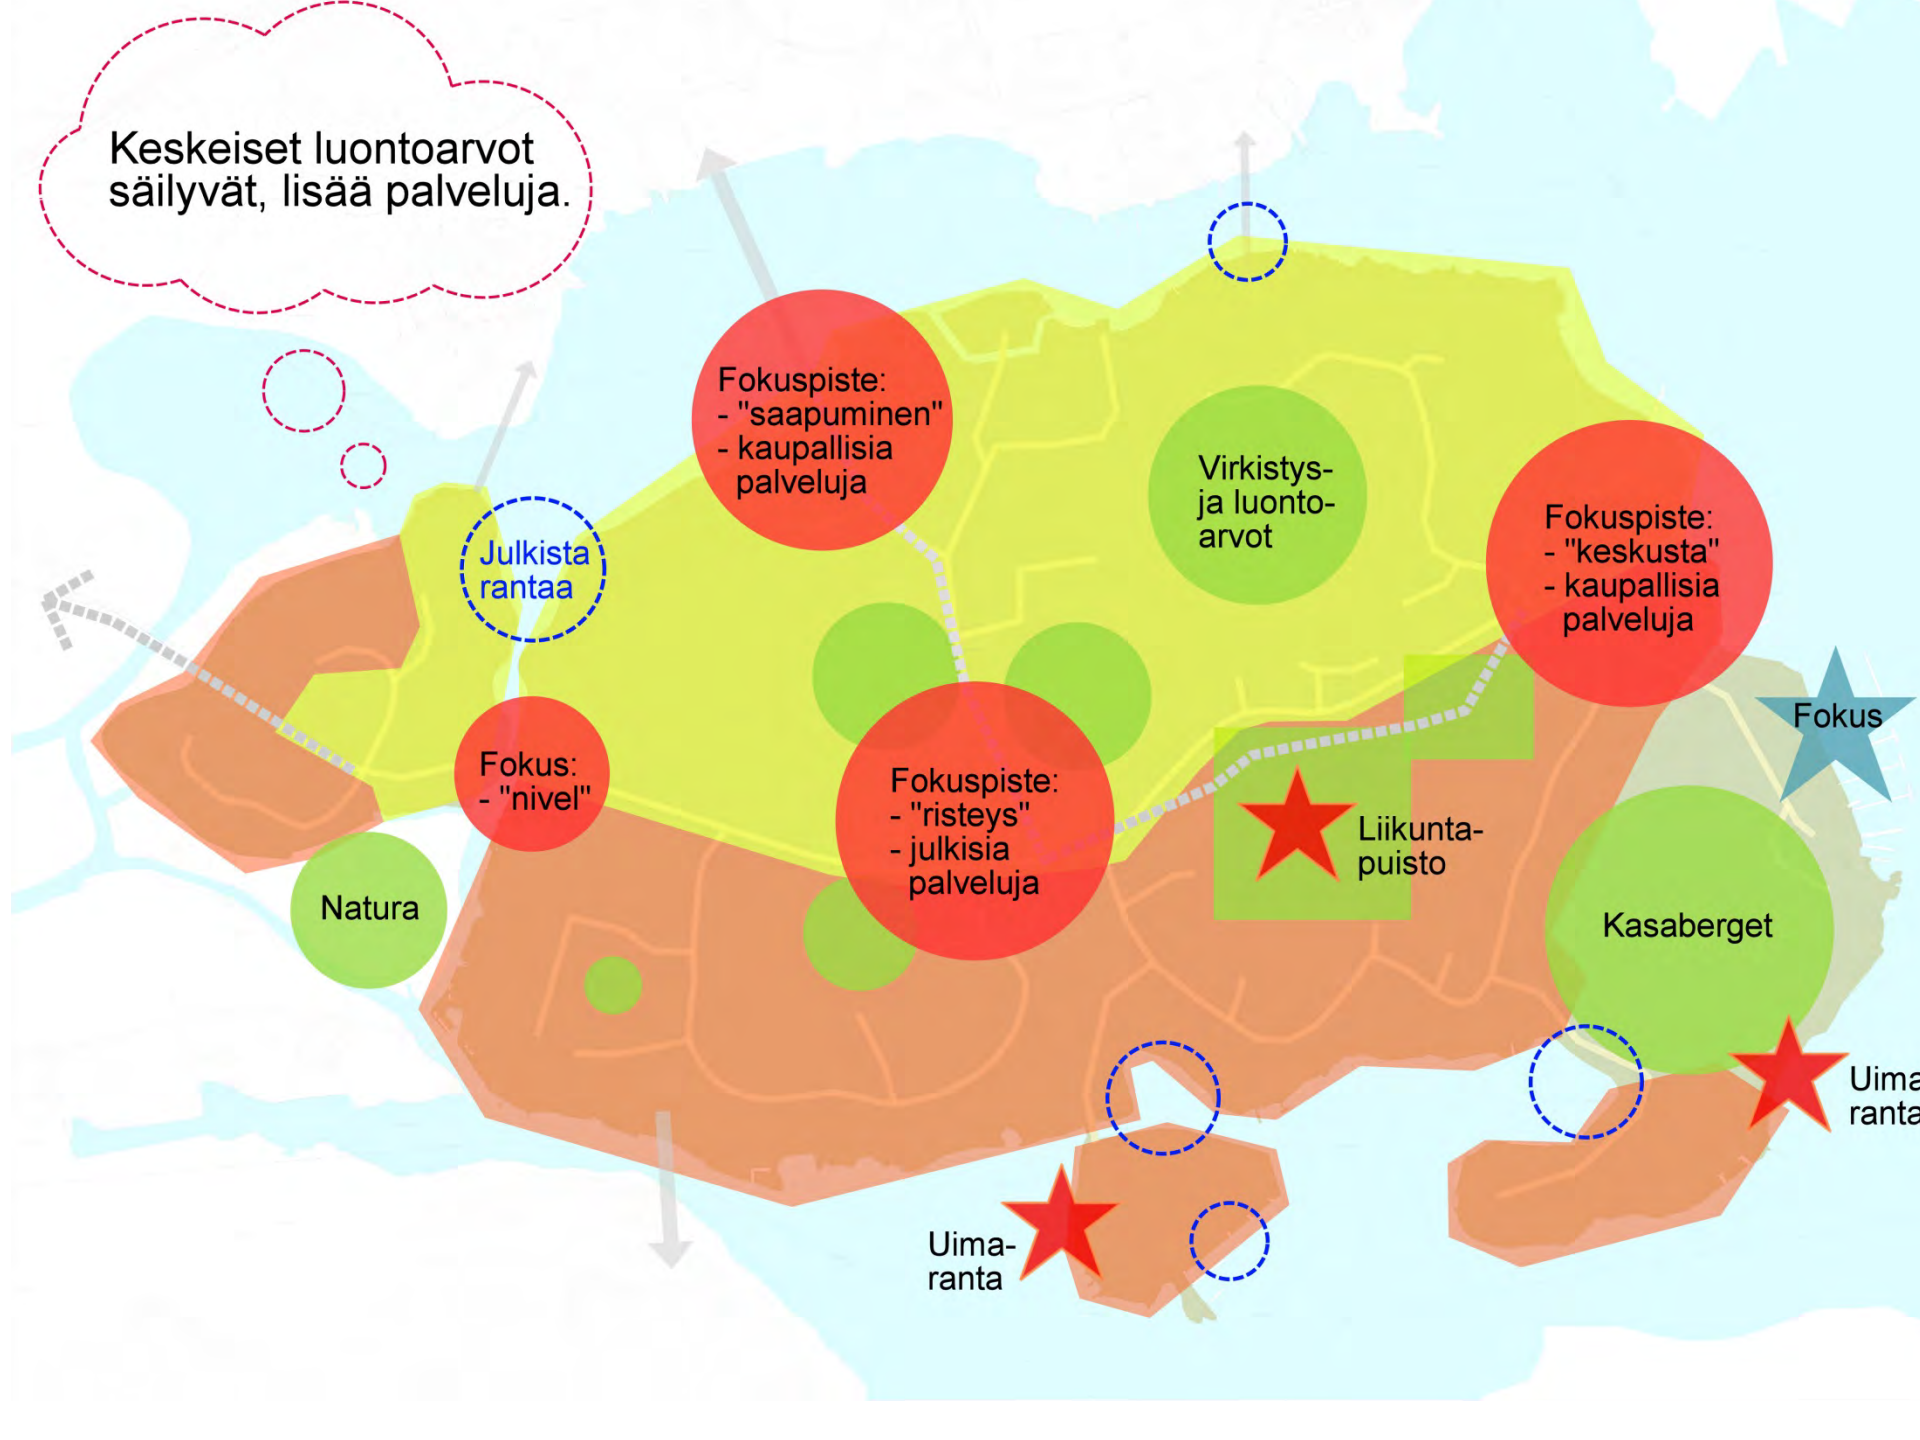 Keskeiset luontoarvot
säilyvät, lisää palveluja.
Fokuspiste:
- "saapuminen"
- kaupallisia
palveluja
Virkistys-
ja luonto-
arvot
Fokuspiste:
- "keskusta"
- kaupallisia
palveluja
Julkista
rantaa
Fokus
Fokus:
- "nivel"
Fokuspiste:
- "risteys"
- julkisia
palveluja
Liikunta-
puisto
Natura
Kasaberget
Uima
ranta
Uima-
ranta